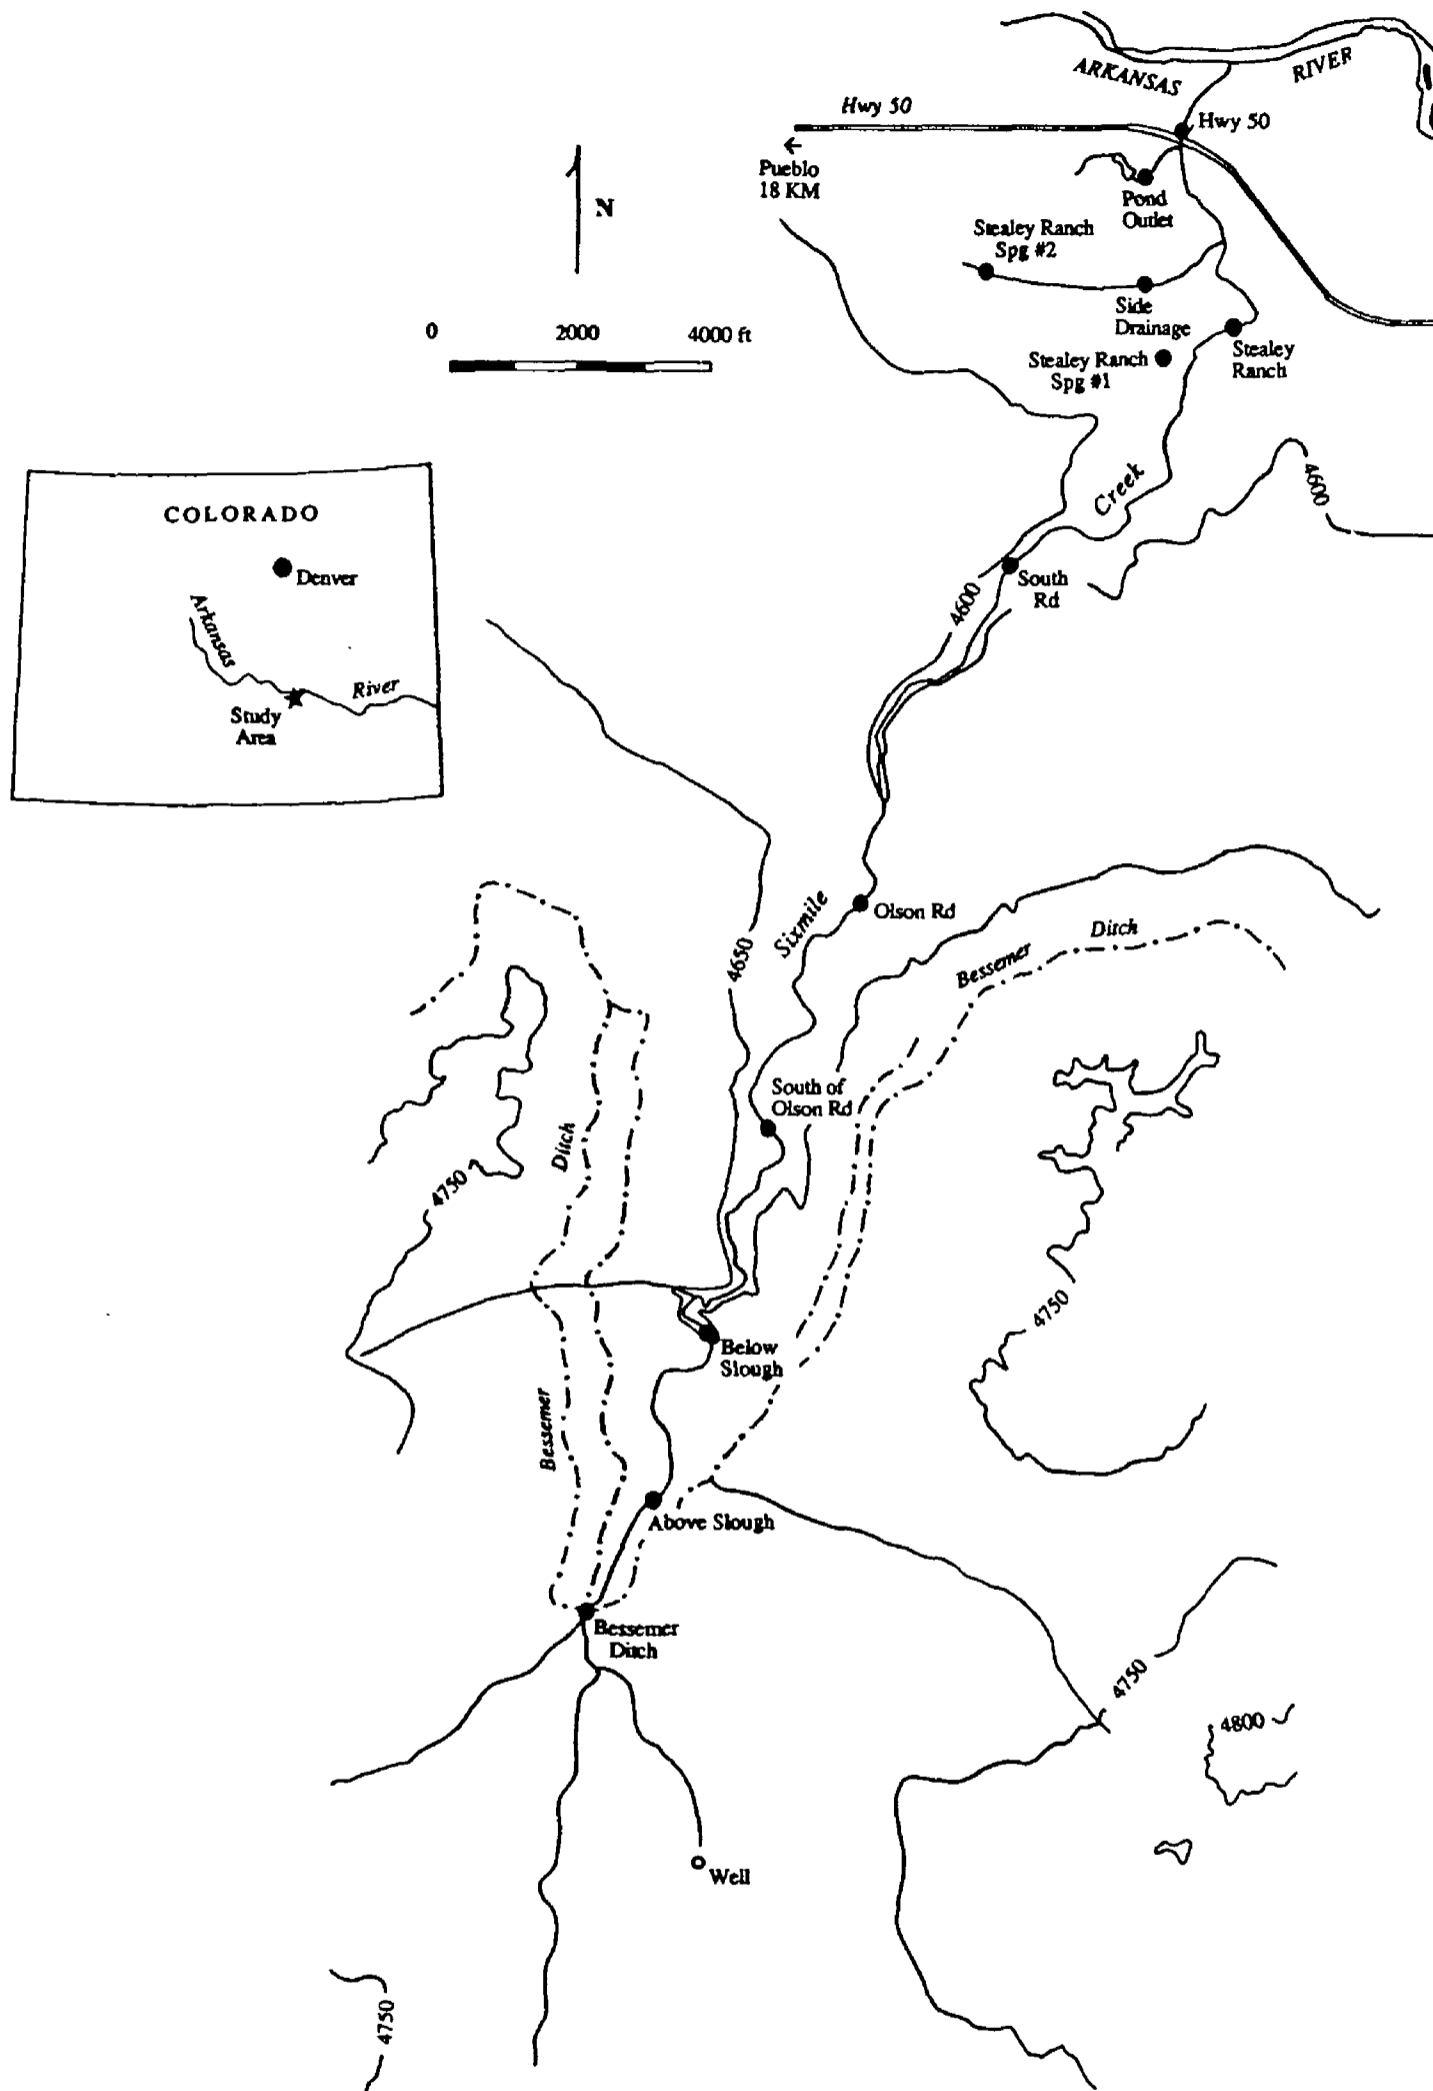 ARKANSAS
RIVER
Hwy 50
Hwy 50
Pueblo
18 KM
N
Pond
Outlet
Stealey Ranch
Spg #2
Side
Drainage
0 2000 4000 ft
Stealey Ranch
Spg #1
Stealey
Ranch
4600
Creek
COLORADO
Denver
Arkansas
River
Study
Area
South
Rd
4600
Sixmile
Olson Rd
4650
Bessemer
Ditch
South of
Olson Rd
Ditch
4750
4750
Below
Slough
Bessemer
Above Slough
Bessemer
Ditch
4750
4800
Well
4750